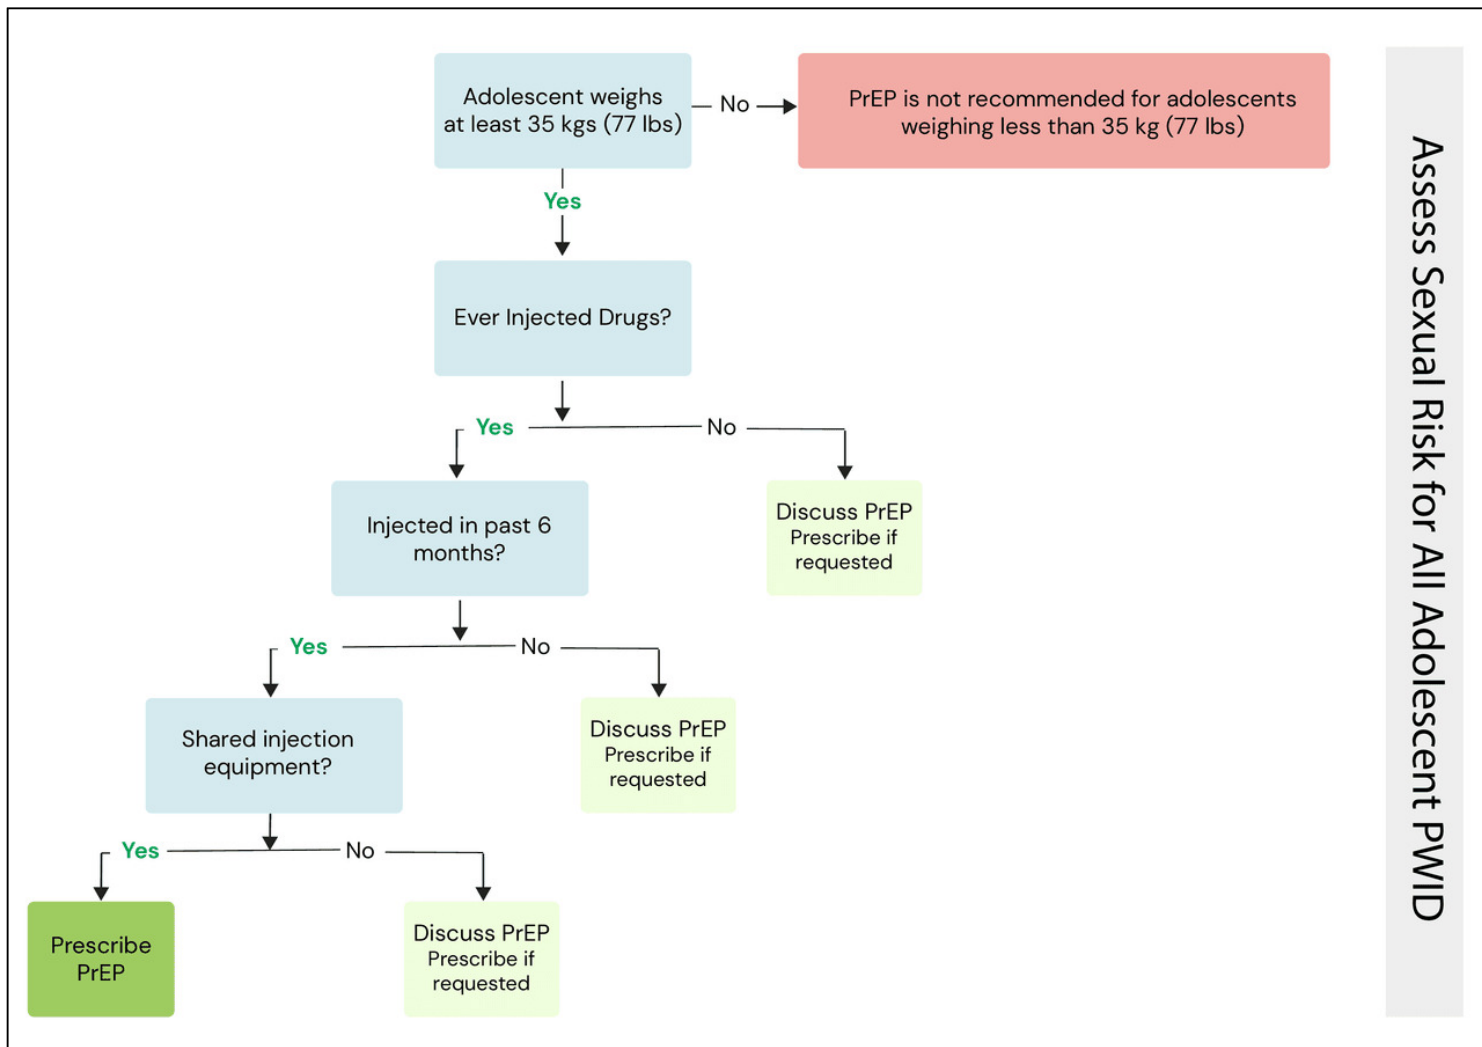 Adolescent weighs
at least 35 kgs (77 lbs)
No
PrEP is not recommended for adolescents
weighing less than 35 kg (77 lbs)
Yes
Ever Injected Drugs?
Yes
No
Injected in past 6
months?
Discuss PrEP
Prescribe if
requested
Yes
No
Shared injection
equipment?
Discuss PrEP
Prescribe if
requested
Yes
No
Prescribe
PrEP
Discuss PrEP
Prescribe if
requested
Assess Sexual Risk for All Adolescent PWID